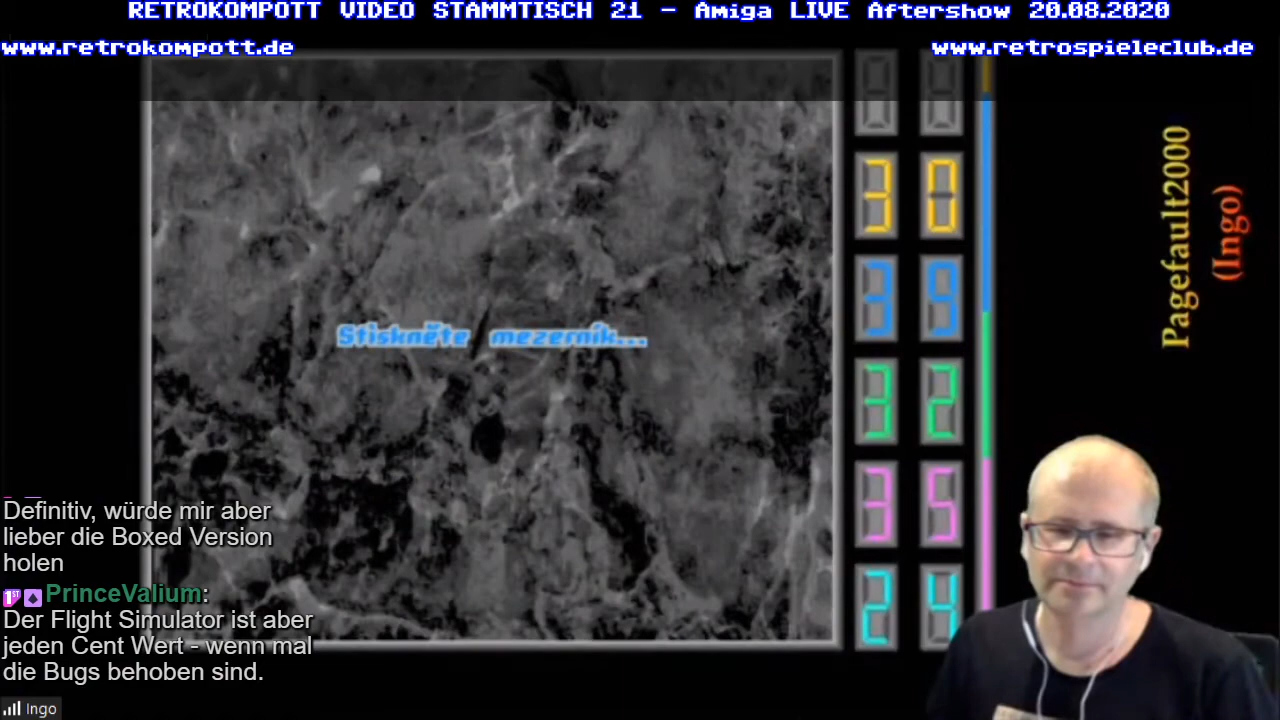 RETROKOMPOTT VIDEO STAMMTISCH 21 - Amiga LIVE Aftershow 20.08.2020
www.retrokompott.de
www.retrospieleclub.de
Stiskněte mezerník...
30
39
32
35
24
Pagefault2000
(Ingo)
Definitiv, würde mir aber
lieber die Boxed Version
holen
1ST PrinceValium:
Der Flight Simulator ist aber
jeden Cent Wert - wenn mal
die Bugs behoben sind.
Ingo